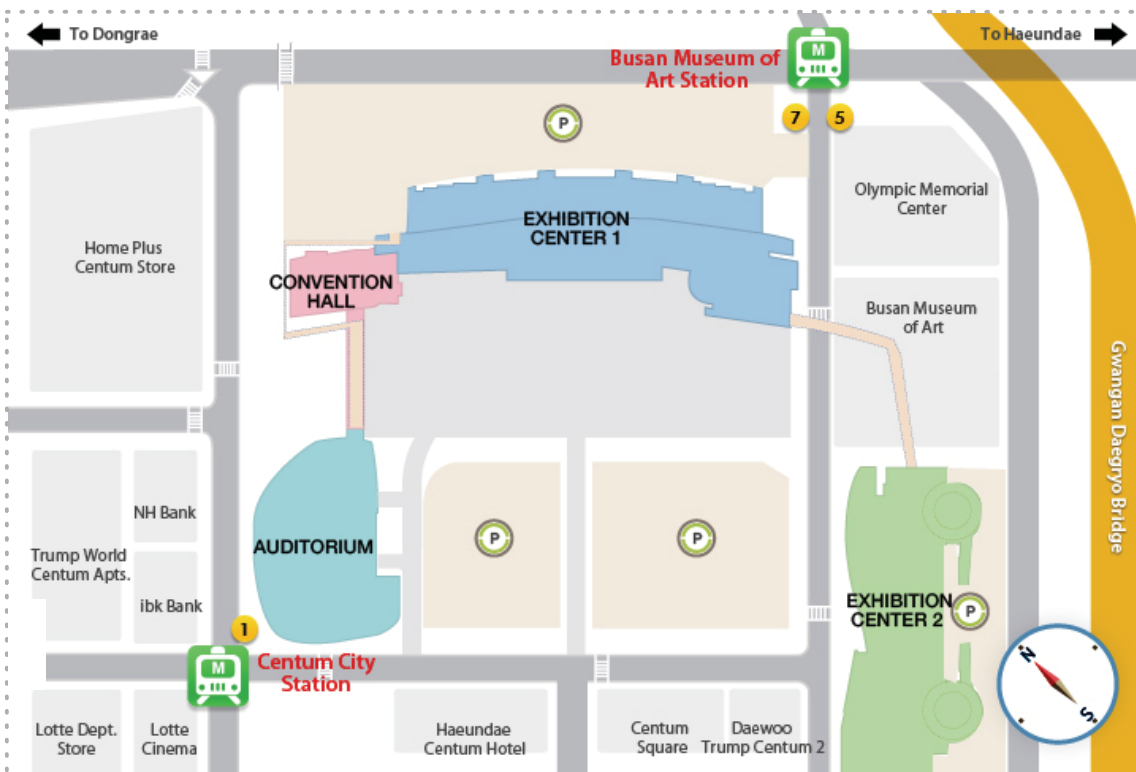 To Dongrae
To Haeundae
M
Busan Museum of
Art Station
7
5
P
Olympic Memorial
Center
EXHIBITION
CENTER 1
Home Plus
Centum Store
CONVENTION
HALL
Busan Museum
of Art
Gwangan Daegryo Bridge
NH Bank
AUDITORIUM
P
P
Trump World
Centum Apts.
ibk Bank
EXHIBITION
CENTER 2
P
1
M
Centum City
Station
N
S
Lotte Dept.
Store
Lotte
Cinema
Haeundae
Centum Hotel
Centum
Square
Daewoo
Trump Centum 2